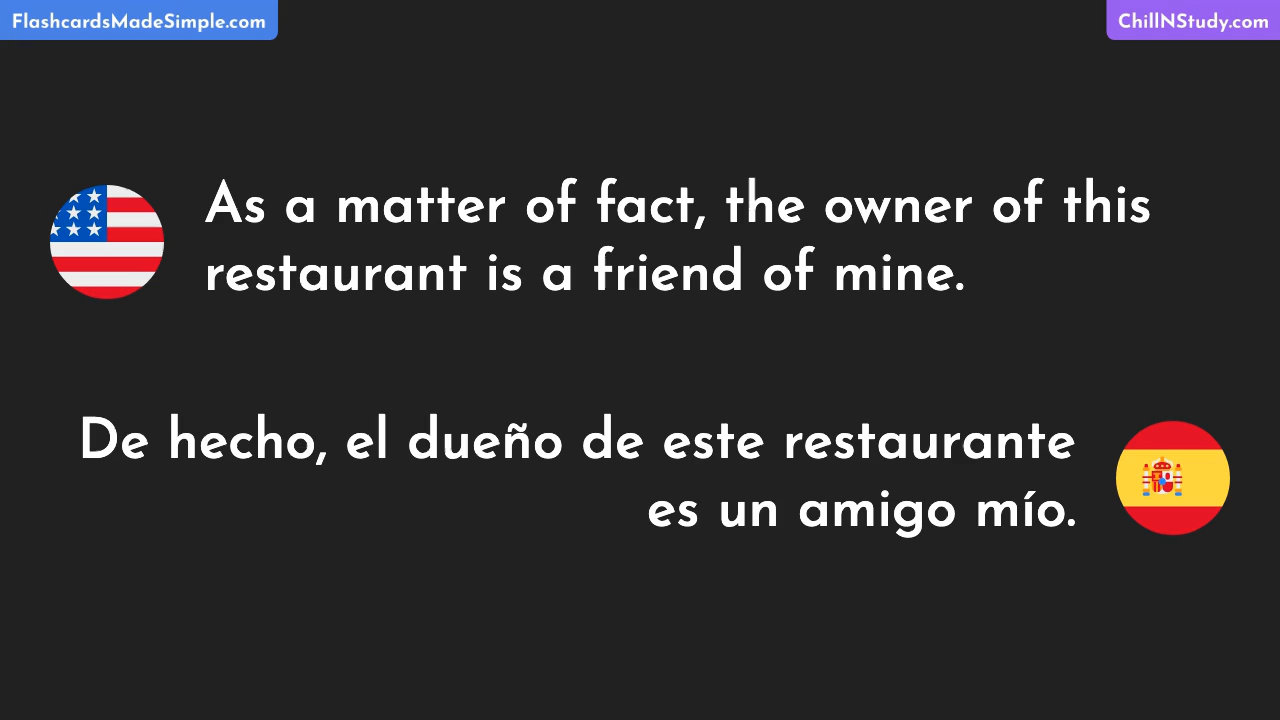 FlashcardsMadeSimple.com
ChillNStudy.com
As a matter of fact, the owner of this
restaurant is a friend of mine.
De hecho, el dueño de este restaurante
es un amigo mío.